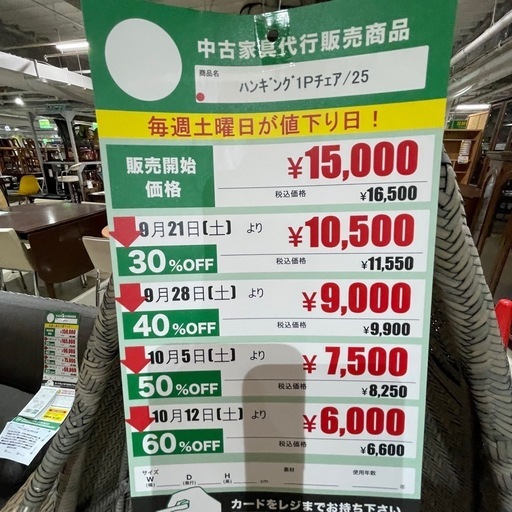 中古家具代行販売商品
商品名
ハンギング1Pチェア/25
毎週土曜日が値下り日！
販売開始
価格
¥15,000
税込価格 ¥16,500
9月21日(土) より
30%OFF
¥10,500
税込価格 ¥11,550
9月28日(土) より
40%OFF
¥9,000
税込価格 ¥9,900
10月5日(土) より
50%OFF
¥7,500
税込価格 ¥8,250
10月12日(土) より
60%OFF
¥6,000
税込価格 ¥6,600
サイズ 素材 使用年数
W D H cm 年
(幅) (奥行) (高)
カードをレジまでお持ち下さい